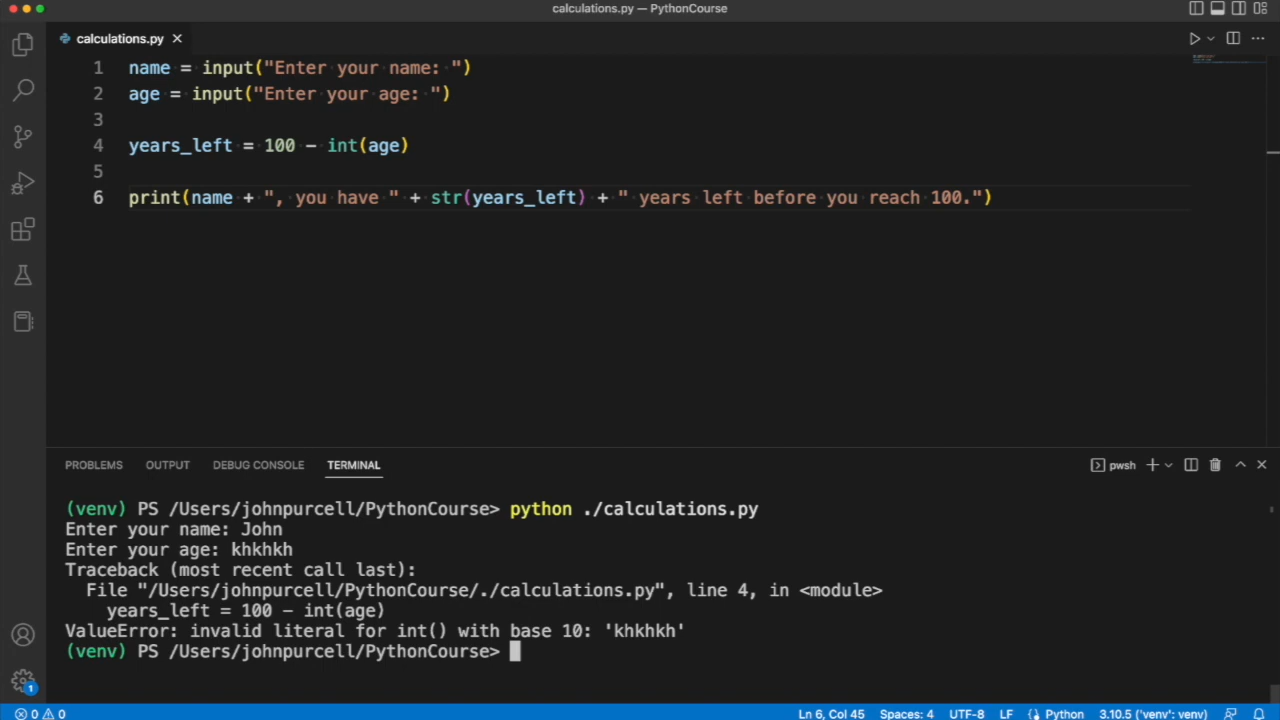 calculations.py — PythonCourse
calculations.py
1 name = input("Enter your name: ")
2 age = input("Enter your age: ")
3
4 years_left = 100 - int(age)
5
6 print(name + ", you have " + str(years_left) + " years left before you reach 100.")
PROBLEMS OUTPUT DEBUG CONSOLE TERMINAL pwsh
(venv) PS /Users/johnpurcell/PythonCourse> python ./calculations.py
Enter your name: John
Enter your age: khkhkh
Traceback (most recent call last):
File "/Users/johnpurcell/PythonCourse/./calculations.py", line 4, in <module>
years_left = 100 - int(age)
ValueError: invalid literal for int() with base 10: 'khkhkh'
(venv) PS /Users/johnpurcell/PythonCourse>
1
0 0 Ln 6, Col 45 Spaces: 4 UTF-8 LF Python 3.10.5 ('venv': venv)